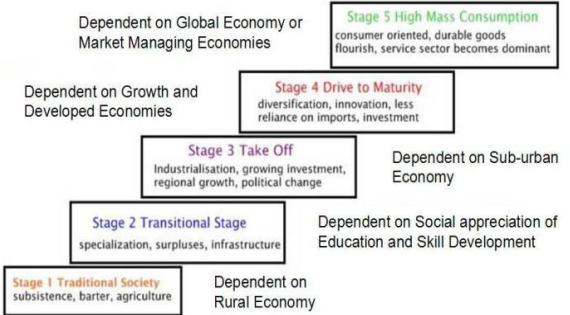 Dependent on Global Economy or
Market Managing Economies
Stage 5 High Mass Consumption
consumer oriented, durable goods
flourish, service sector becomes dominant
Dependent on Growth and
Developed Economies
Stage 4 Drive to Maturity
diversification, innovation, less
reliance on imports, investment
Stage 3 Take Off
Industrialisation, growing investment,
regional growth, political change
Dependent on Sub-urban
Economy
Stage 2 Transitional Stage
specialization, surpluses, infrastructure
Dependent on Social appreciation of
Education and Skill Development
Stage 1 Traditional Society
subsistence, barter, agriculture
Dependent on
Rural Economy